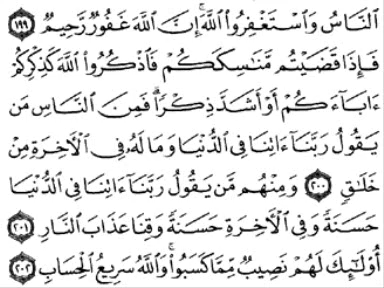 ٱلنَّاسُ وَٱسْتَغْفِرُوا۟ ٱللَّهَ ۚ إِنَّ ٱللَّهَ غَفُورٌ رَّحِيمٌ ١٩٩
فَإِذَا قَضَيْتُم مَّنَٰسِكَكُمْ فَٱذْكُرُوا۟ ٱللَّهَ كَذِكْرِكُمْ
ءَابَآءَكُمْ أَوْ أَشَدَّ ذِكْرًا ۗ فَمِنَ ٱلنَّاسِ مَن
يَقُولُ رَبَّنَآ ءَاتِنَا فِى ٱلدُّنْيَا وَمَا لَهُۥ فِى ٱلْءَاخِرَةِ مِنْ
خَلَٰقٍ ٢٠٠ وَمِنْهُم مَّن يَقُولُ رَبَّنَآ ءَاتِنَا فِى ٱلدُّنْيَا
حَسَنَةً وَفِى ٱلْءَاخِرَةِ حَسَنَةً وَقِنَا عَذَابَ ٱلنَّارِ ٢٠١
أُو۟لَٰٓئِكَ لَهُمْ نَصِيبٌ مِّمَّا كَسَبُوا۟ ۚ وَٱللَّهُ سَرِيعُ ٱلْحِسَابِ ٢٠٢